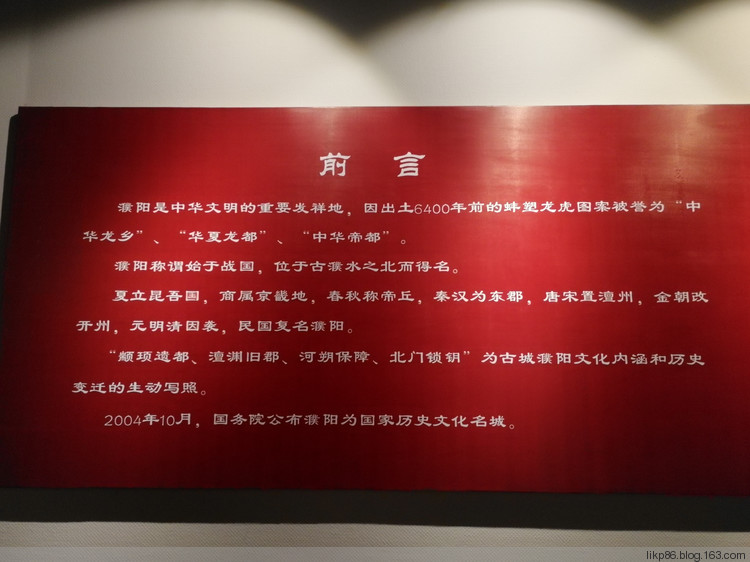 前言
濮阳是中华文明的重要发祥地，因出土6400年前的蚌塑龙虎图案被誉为“中
华龙乡”、“华夏龙都”、“中华帝都”。
濮阳称谓始于战国，位于古濮水之北而得名。
夏立昆吾国，商属京畿地，春秋称帝丘，秦汉为东郡，唐宋置澶州，金朝改
开州，元明清因袭，民国复名濮阳。
“颛顼遗都、澶渊旧郡、河朔保障、北门锁钥”为古城濮阳文化内涵和历史
变迁的生动写照。
2004年10月，国务院公布濮阳为国家历史文化名城。
likp86.blog.163.com